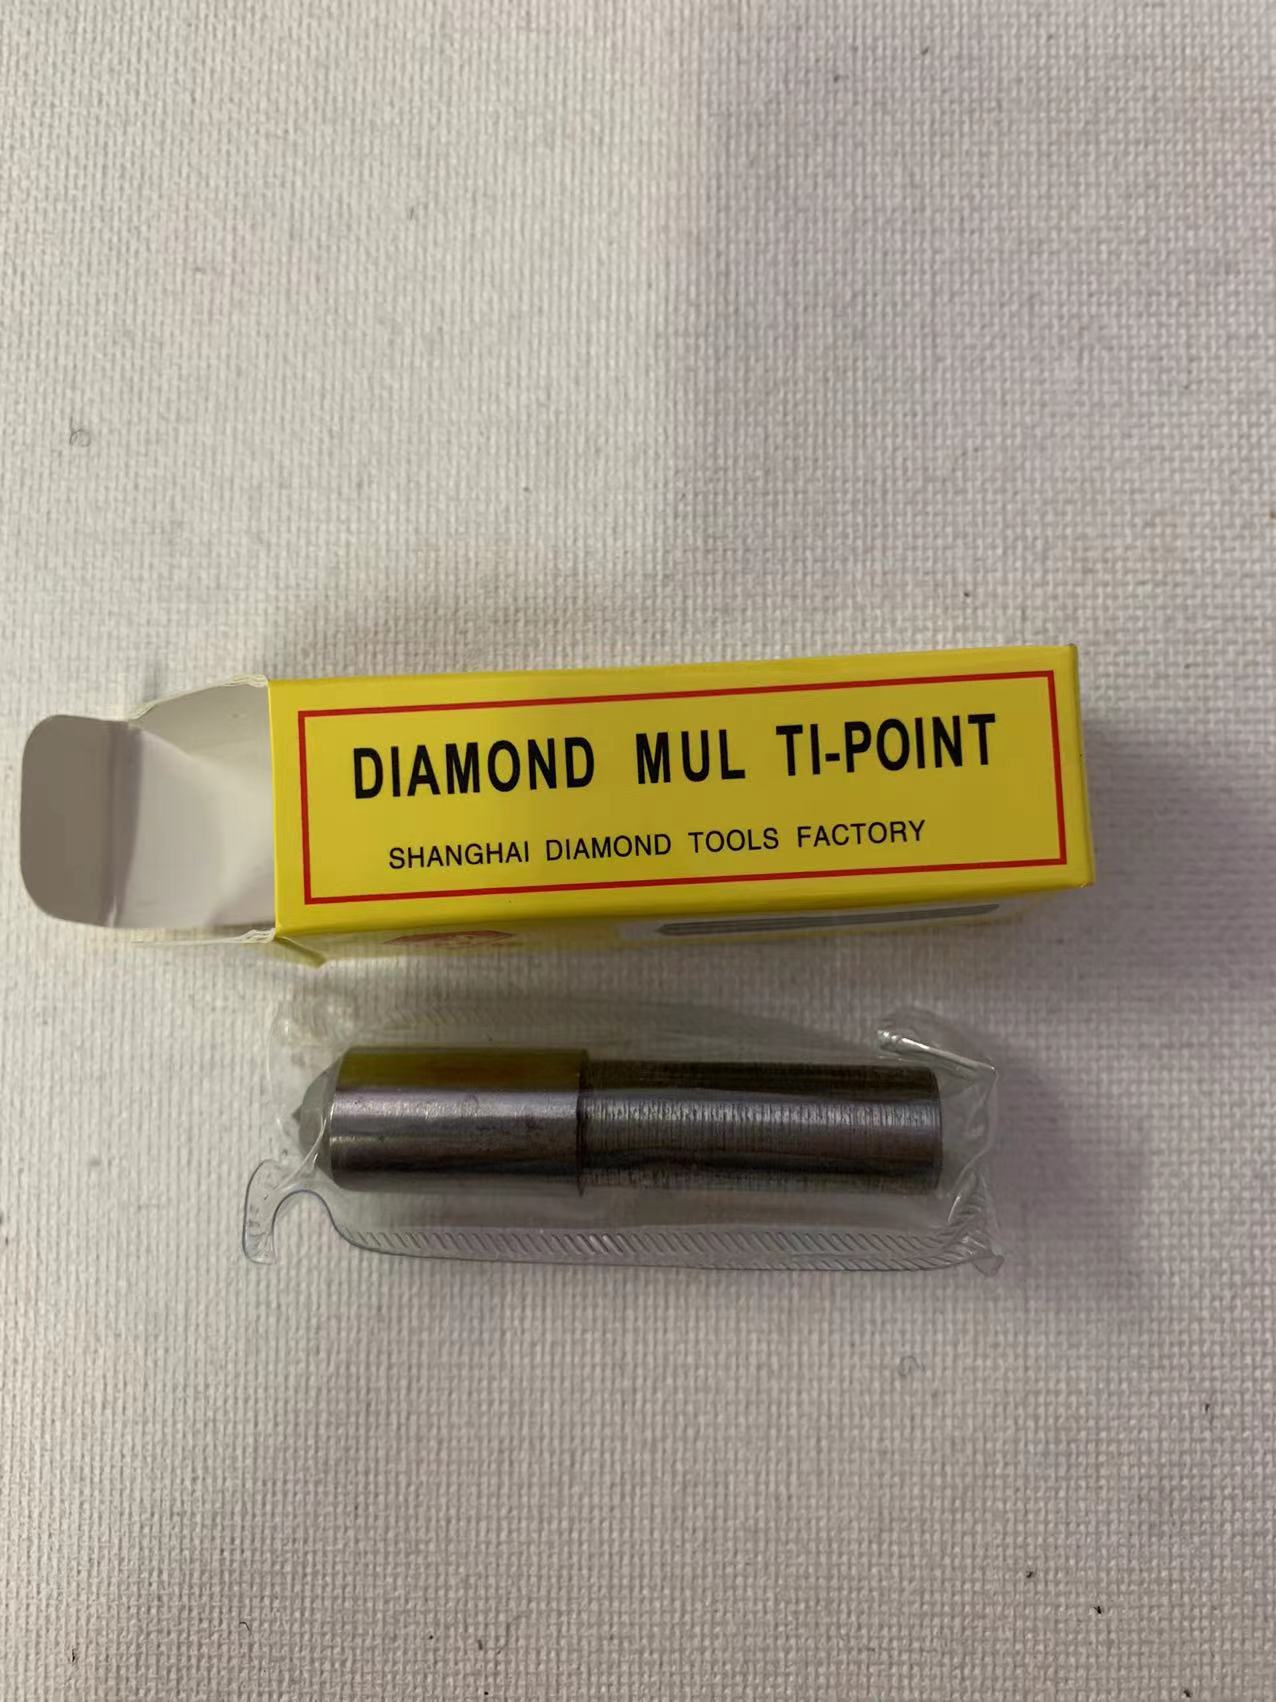 DIAMOND MUL TI-POINT
SHANGHAI DIAMOND TOOLS FACTORY